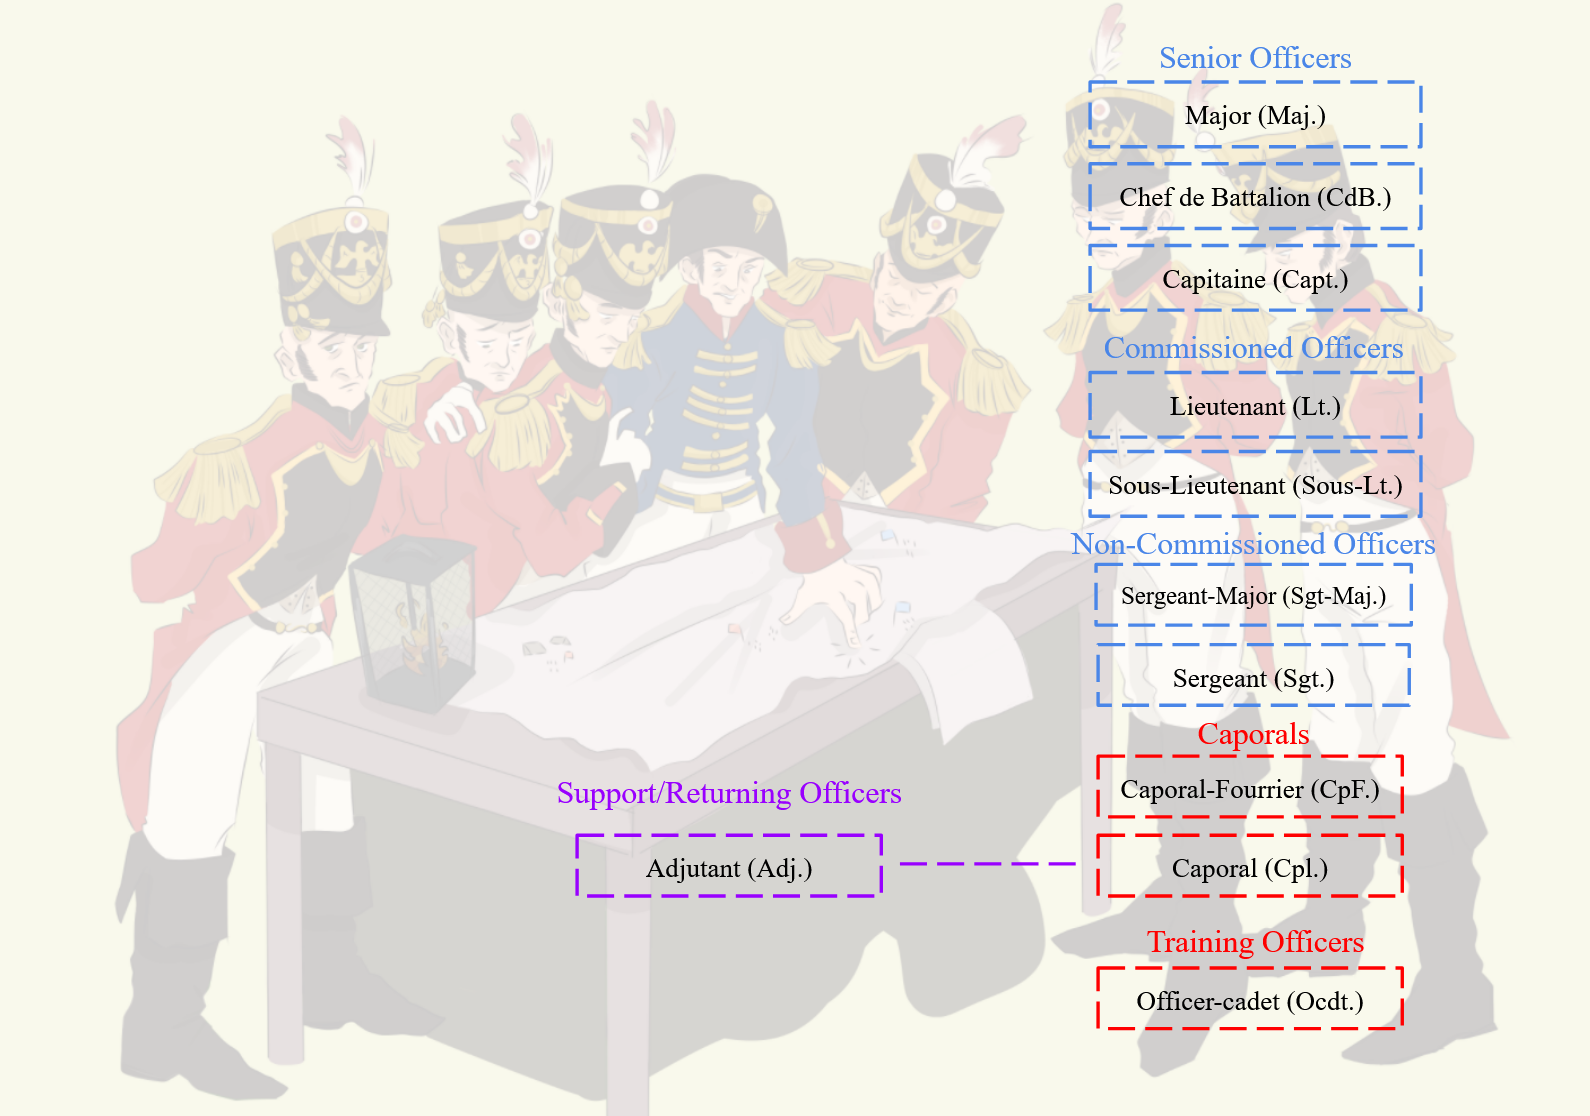 Senior Officers
Major (Maj.)
Chef de Battalion (CdB.)
Capitaine (Capt.)
Commissioned Officers
Lieutenant (Lt.)
Sous-Lieutenant (Sous-Lt.)
Non-Commissioned Officers
Sergeant-Major (Sgt-Maj.)
Sergeant (Sgt.)
Caporals
Caporal-Fourrier (CpF.)
Support/Returning Officers
Adjutant (Adj.)
Caporal (Cpl.)
Training Officers
Officer-cadet (Ocdt.)